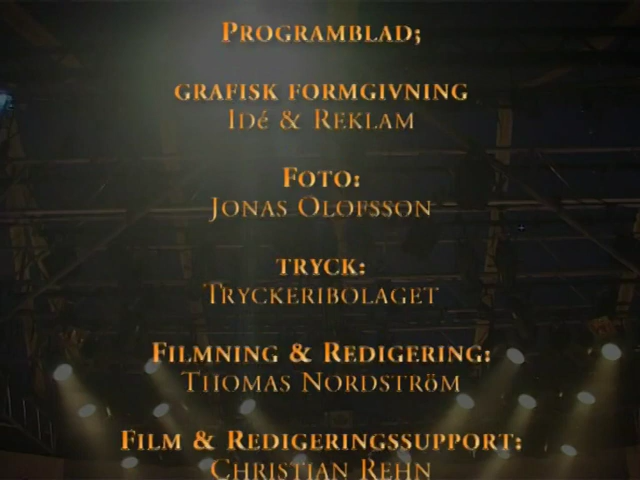 PROGRAMBLAD;
GRAFISK FORMGIVNING
IDé & REKLAM
FOTO:
JONAS OLOFSSON
TRYCK:
TRYCKERIBOLAGET
FILMNING & REDIGERING:
THOMAS NORDSTRöM
FILM & REDIGERINGSSUPPORT:
CHRISTIAN REHN